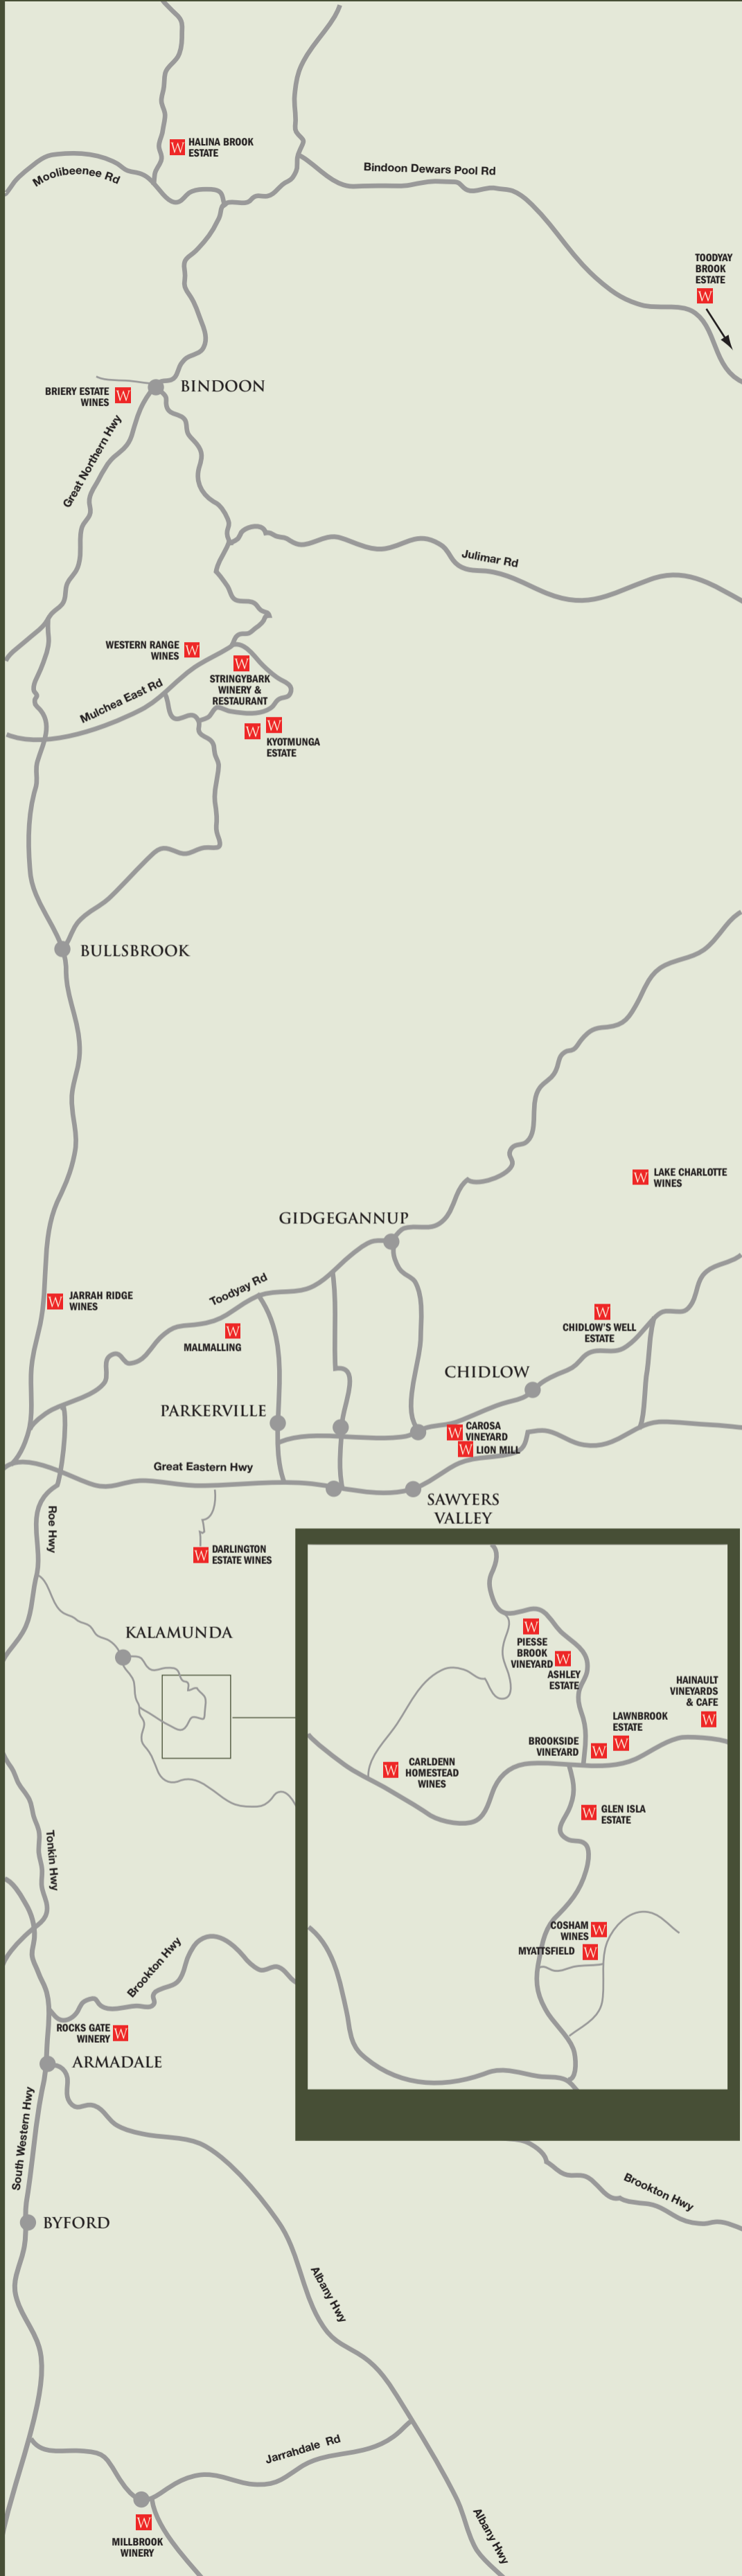 W HALINA BROOK
ESTATE
Moolibeenee Rd
Bindoon Dewars Pool Rd
TOODYAY
BROOK
ESTATE
W
BINDOON
BRIERY ESTATE
WINES
W
Great Northern Hwy
Julimar Rd
WESTERN RANGE
WINES
W
W
STRINGYBARK
WINERY &
RESTAURANT
Mulchea East Rd
W W
KYOTMUNGA
ESTATE
BULLSBROOK
W LAKE CHARLOTTE
WINES
GIDGEGANNUP
Toodyay Rd
W JARRAH RIDGE
WINES
W
CHIDLOW'S WELL
ESTATE
W
MALMALLING
CHIDLOW
PARKERVILLE
W CAROSA
VINEYARD
W LION MILL
Great Eastern Hwy
SAWYERS
VALLEY
Roe Hwy
W DARLINGTON
ESTATE WINES
KALAMUNDA
W
PIESSE
BROOK
VINEYARD
W
ASHLEY
ESTATE
HAINAULT
VINEYARDS
& CAFE
W
LAWNBROOK
ESTATE
W
BROOKSIDE
VINEYARD
W
W CARLDENN
HOMESTEAD
WINES
W GLEN ISLA
ESTATE
Tonkin Hwy
COSHAM
WINES
W
MYATTSFIELD W
Brookton Hwy
ROCKS GATE
WINERY
W
ARMADALE
South Western Hwy
Brookton Hwy
BYFORD
Albany Hwy
Jarrahdale Rd
W
MILLBROOK
WINERY
Albany Hwy